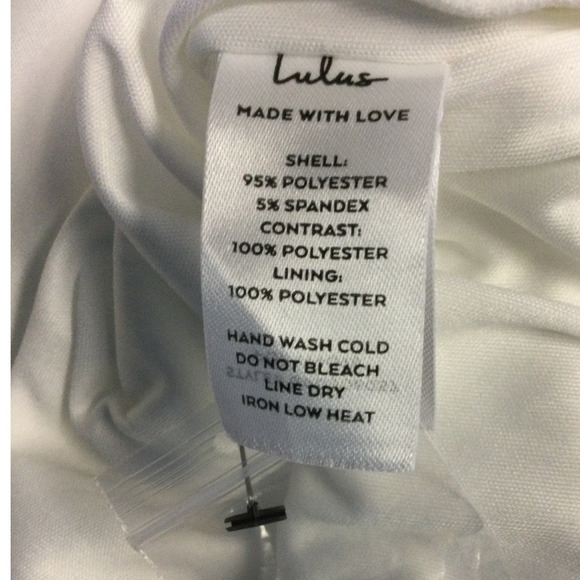 Lulus
MADE WITH LOVE
SHELL:
95% POLYESTER
5% SPANDEX
CONTRAST:
100% POLYESTER
LINING:
100% POLYESTER
HAND WASH COLD
DO NOT BLEACH
LINE DRY
IRON LOW HEAT